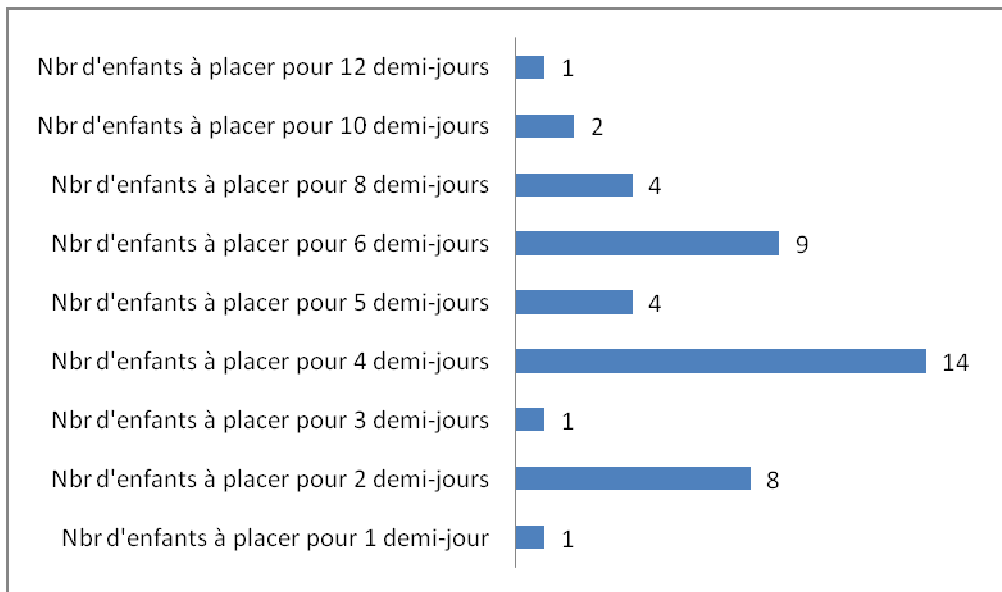 Nbr d'enfants à placer pour 12 demi-jours 1
Nbr d'enfants à placer pour 10 demi-jours 2
Nbr d'enfants à placer pour 8 demi-jours 4
Nbr d'enfants à placer pour 6 demi-jours 9
Nbr d'enfants à placer pour 5 demi-jours 4
Nbr d'enfants à placer pour 4 demi-jours 14
Nbr d'enfants à placer pour 3 demi-jours 1
Nbr d'enfants à placer pour 2 demi-jours 8
Nbr d'enfants à placer pour 1 demi-jour 1